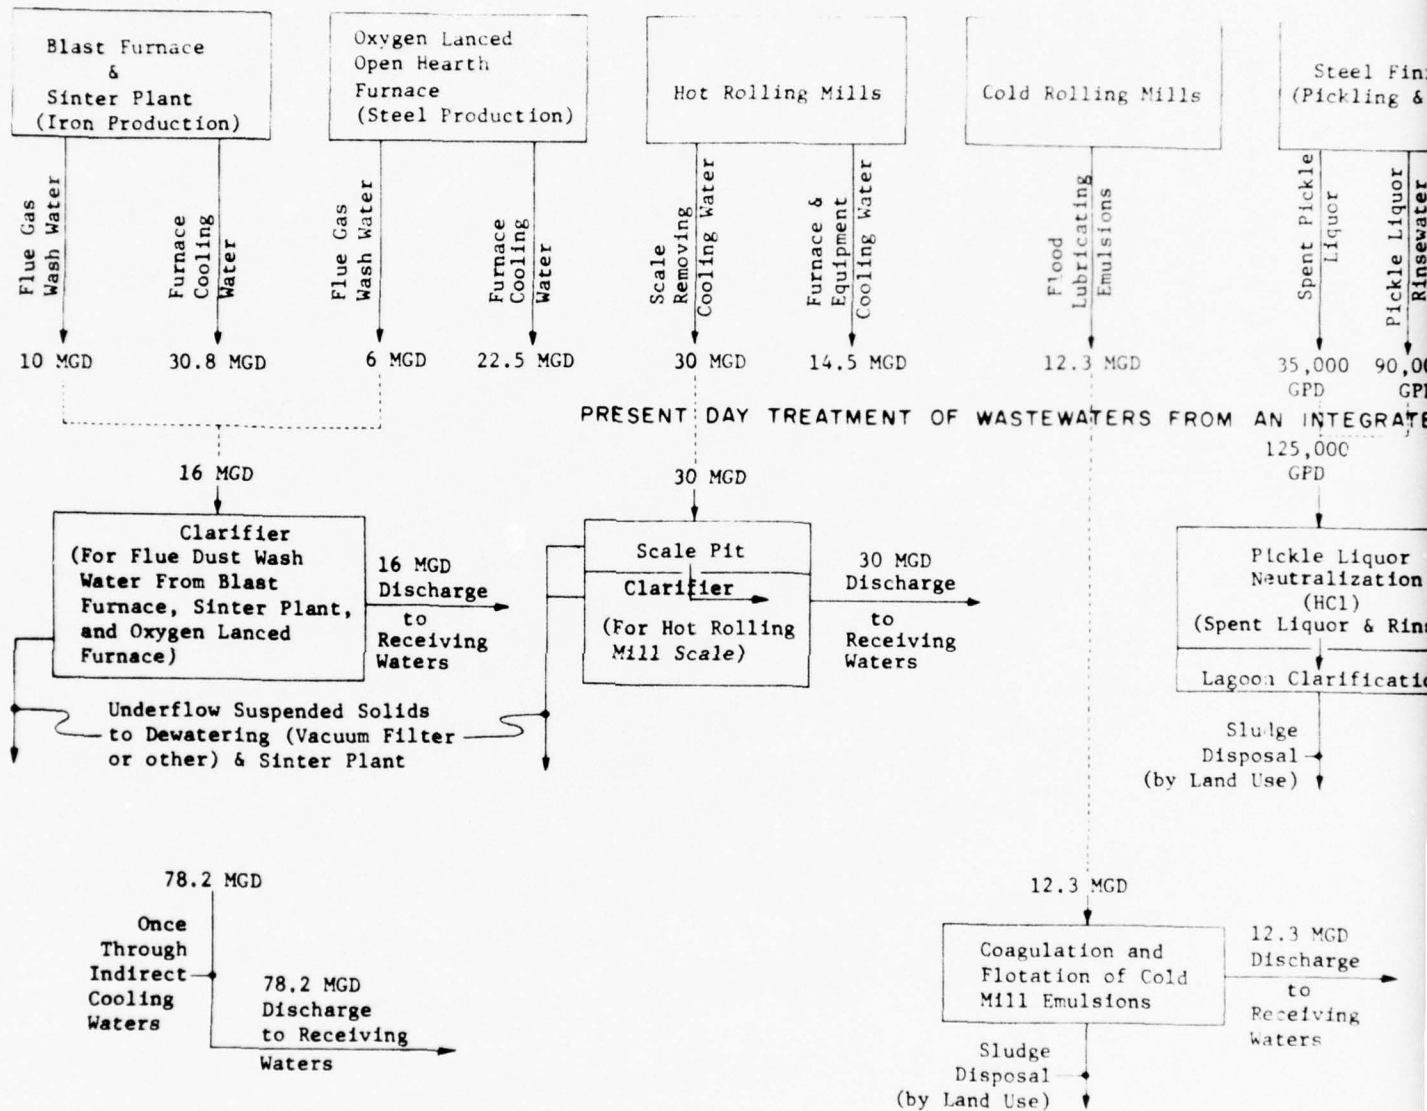 Blast Furnace
&
Sinter Plant
(Iron Production)
Oxygen Lanced
Open Hearth
Furnace
(Steel Production)
Hot Rolling Mills
Cold Rolling Mills
Steel Fin
(Pickling &
Flue Gas
Wash Water
Furnace
Cooling
Water
Flue Gas
Wash Water
Furnace
Cooling
Water
Scale
Removing
Cooling Water
Furnace &
Equipment
Cooling Water
Flood
Lubricating
Emulsions
Spent Pickle
Liquor
Pickle Liquor
Rinsewater
10 MGD
30.8 MGD
6 MGD
22.5 MGD
30 MGD
14.5 MGD
12.3 MGD
35,000
GPD
90,00
GP
PRESENT DAY TREATMENT OF WASTEWATERS FROM AN INTEGRATE
16 MGD
30 MGD
125,000
GPD
Clarifier
(For Flue Dust Wash
Water From Blast
Furnace, Sinter Plant,
and Oxygen Lanced
Furnace)
16 MGD
Discharge
to
Receiving
Waters
Scale Pit
Clarifier
(For Hot Rolling
Mill Scale)
30 MGD
Discharge
to
Receiving
Waters
Pickle Liquor
Neutralization
(HCl)
(Spent Liquor & Rin
Lagoon Clarificatio
Underflow Suspended Solids
to Dewatering (Vacuum Filter
or other) & Sinter Plant
Sludge
Disposal
(by Land Use)
78.2 MGD
Once
Through
Indirect
Cooling
Waters
78.2 MGD
Discharge
to Receiving
Waters
12.3 MGD
Coagulation and
Flotation of Cold
Mill Emulsions
12.3 MGD
Discharge
to
Receiving
Waters
Sludge
Disposal
(by Land Use)